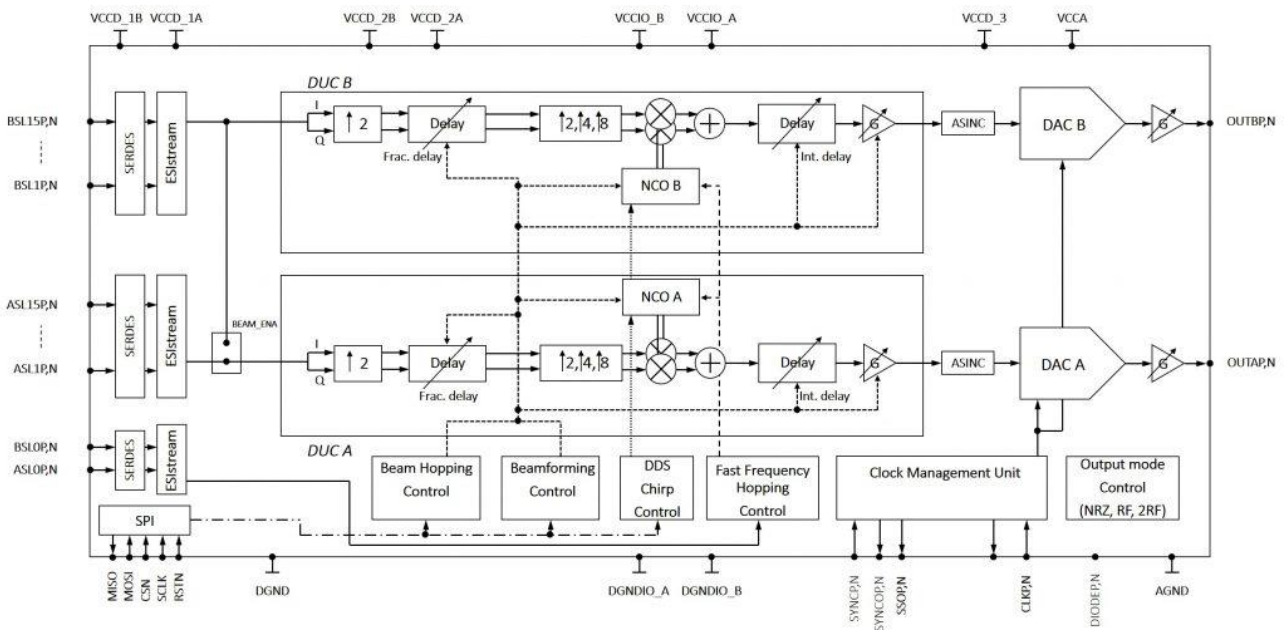 VCCD_1B VCCD_1A VCCD_2B VCCD_2A VCCIO_B VCCIO_A VCCD_3 VCCA
DUC B
BSL15P,N
BSL1P,N
SERDES
ESIstream
I
Q
↑ 2
Delay
Frac. delay
↑2,↑4,↑8
NCO B
Delay
Int. delay
G
ASINC
DAC B
G
OUTBP,N
ASL15P,N
ASL1P,N
SERDES
ESIstream
BEAM_ENA
I
Q
↑ 2
Delay
Frac. delay
↑2,↑4,↑8
NCO A
Delay
Int. delay
G
ASINC
DAC A
G
OUTAP,N
DUC A
BSL0P,N
ASL0P,N
SERDES
ESIstream
SPI
Beam Hopping
Control
Beamforming
Control
DDS
Chirp
Control
Fast Frequency
Hopping
Control
Clock Management Unit
Output mode
Control
(NRZ, RF, 2RF)
MISO
MOSI
CSN
SCLK
RSTN
DGND
DGNDIO_A
DGNDIO_B
SYNCP,N
SYNCOP,N
SSOP,N
CLKP,N
DIODEP,N
AGND